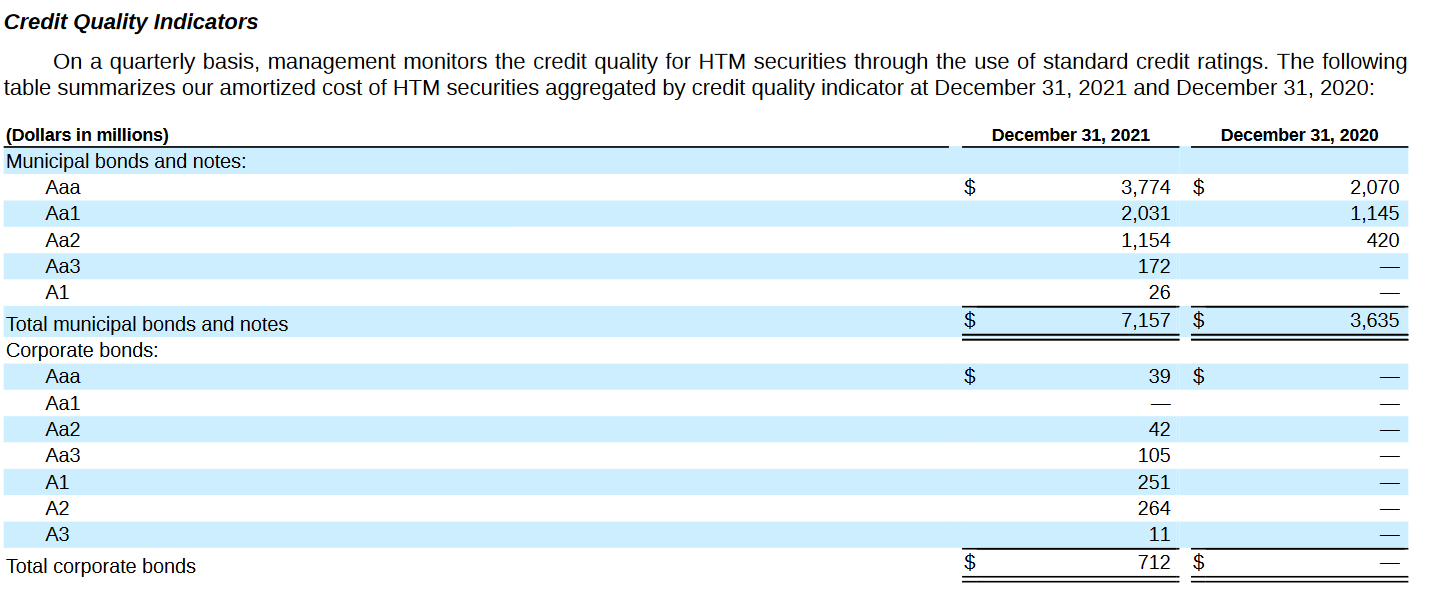 Credit Quality Indicators
On a quarterly basis, management monitors the credit quality for HTM securities through the use of standard credit ratings. The following
table summarizes our amortized cost of HTM securities aggregated by credit quality indicator at December 31, 2021 and December 31, 2020:
(Dollars in millions) December 31, 2021 December 31, 2020
Municipal bonds and notes:
Aaa $ 3,774 $ 2,070
Aa1 2,031 1,145
Aa2 1,154 420
Aa3 172 —
A1 26 —
Total municipal bonds and notes $ 7,157 $ 3,635
Corporate bonds:
Aaa $ 39 $ —
Aa1 — —
Aa2 42 —
Aa3 105 —
A1 251 —
A2 264 —
A3 11 —
Total corporate bonds $ 712 $ —